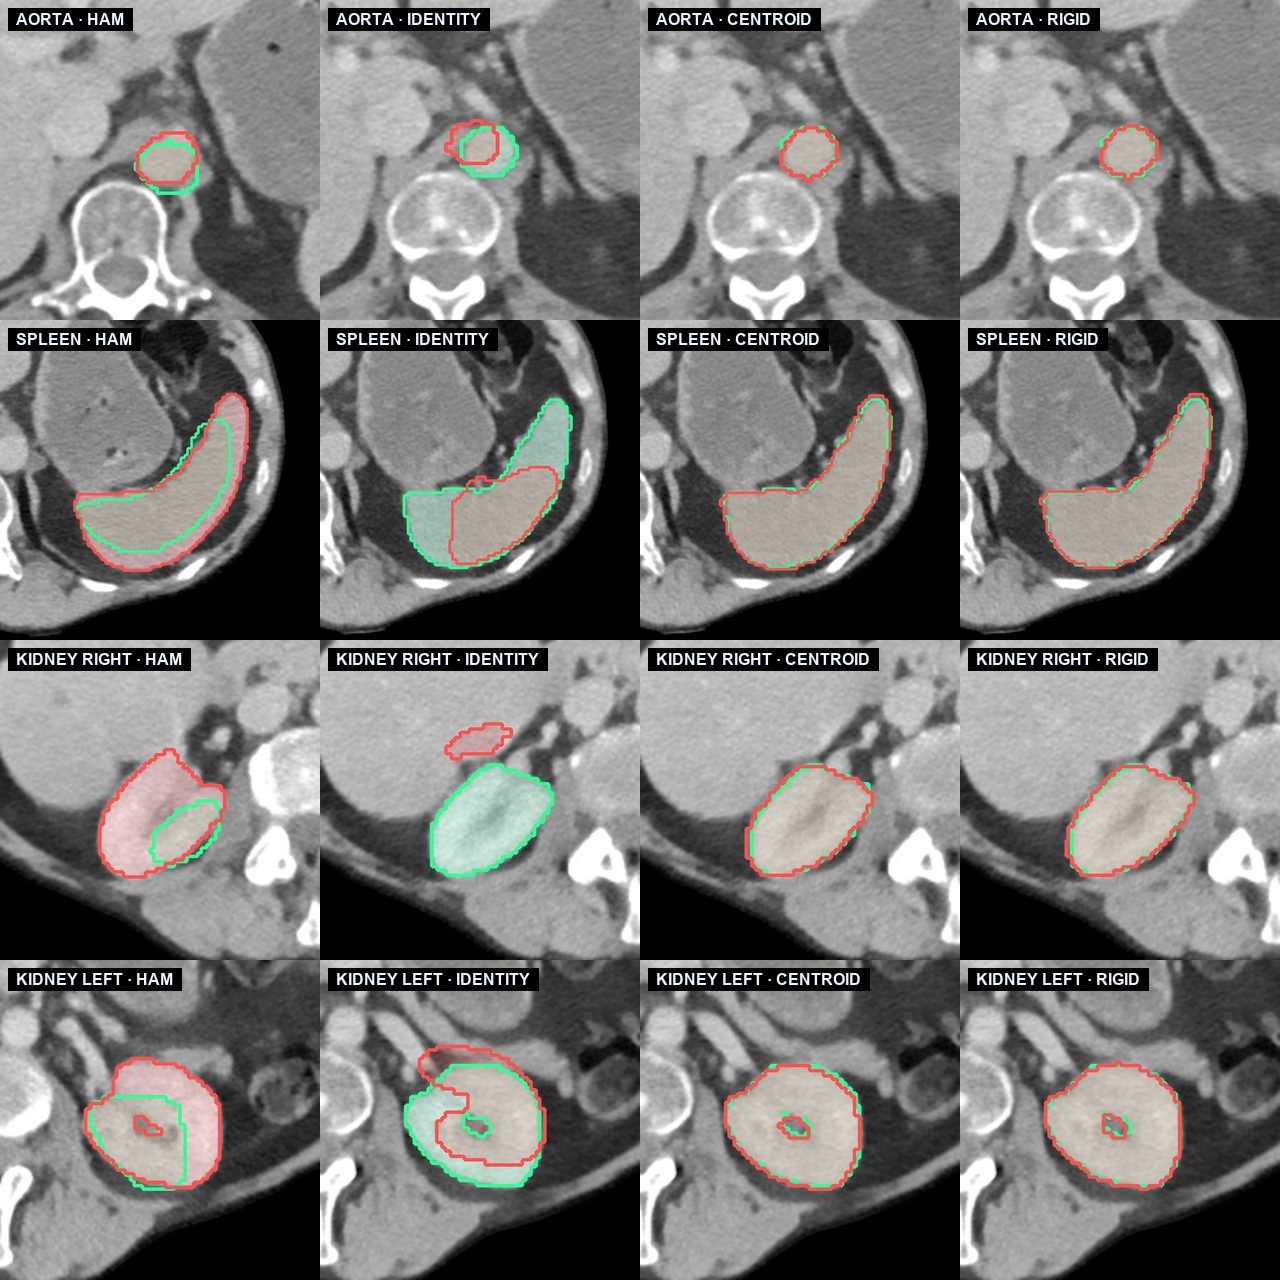 AORTA · HAM
AORTA · IDENTITY
AORTA · CENTROID
AORTA · RIGID
SPLEEN · HAM
SPLEEN · IDENTITY
SPLEEN · CENTROID
SPLEEN · RIGID
KIDNEY RIGHT · HAM
KIDNEY RIGHT · IDENTITY
KIDNEY RIGHT · CENTROID
KIDNEY RIGHT · RIGID
KIDNEY LEFT · HAM
KIDNEY LEFT · IDENTITY
KIDNEY LEFT · CENTROID
KIDNEY LEFT · RIGID